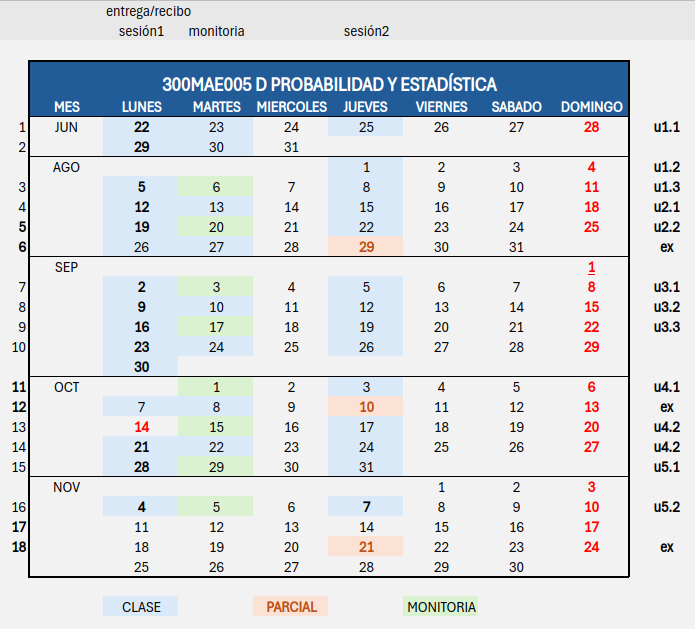 entrega/recibo
sesión1 monitoria sesión2
300MAE005 D PROBABILIDAD Y ESTADÍSTICA
MES LUNES MARTES MIERCOLES JUEVES VIERNES SABADO DOMINGO
1 JUN 22 23 24 25 26 27 28 u1.1
2 29 30 31
AGO 1 2 3 4 u1.2
3 5 6 7 8 9 10 11 u1.3
4 12 13 14 15 16 17 18 u2.1
5 19 20 21 22 23 24 25 u2.2
6 26 27 28 29 30 31 ex
SEP 1
7 2 3 4 5 6 7 8 u3.1
8 9 10 11 12 13 14 15 u3.2
9 16 17 18 19 20 21 22 u3.3
10 23 24 25 26 27 28 29
30
11 OCT 1 2 3 4 5 6 u4.1
12 7 8 9 10 11 12 13 ex
13 14 15 16 17 18 19 20 u4.2
14 21 22 23 24 25 26 27 u4.2
15 28 29 30 31 u5.1
NOV 1 2 3
16 4 5 6 7 8 9 10 u5.2
17 11 12 13 14 15 16 17
18 18 19 20 21 22 23 24 ex
25 26 27 28 29 30
CLASE PARCIAL MONITORIA